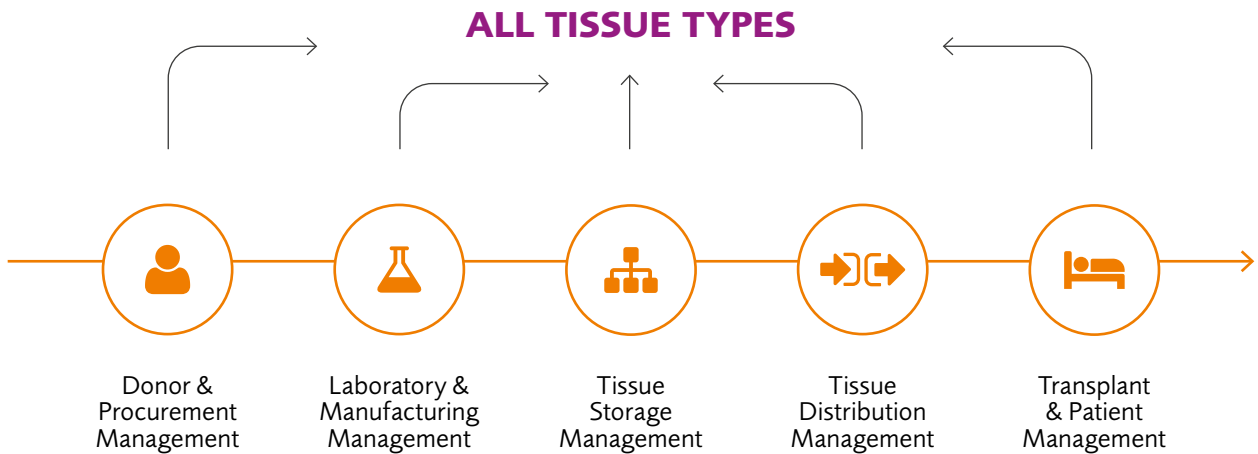 ALL TISSUE TYPES
Donor &
Procurement
Management
Laboratory &
Manufacturing
Management
Tissue
Storage
Management
Tissue
Distribution
Management
Transplant
& Patient
Management